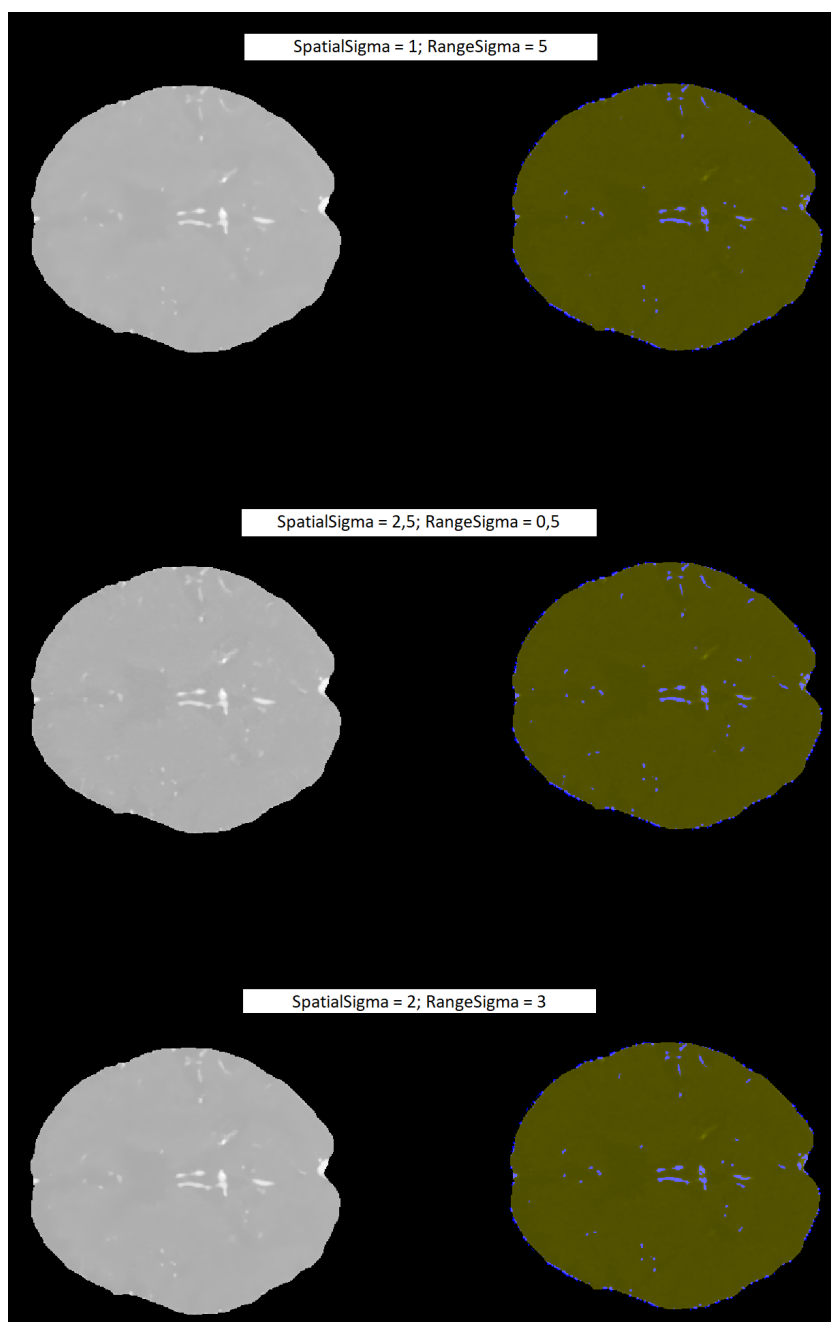 SpatialSigma = 1; RangeSigma = 5
SpatialSigma = 2,5; RangeSigma = 0,5
SpatialSigma = 2; RangeSigma = 3